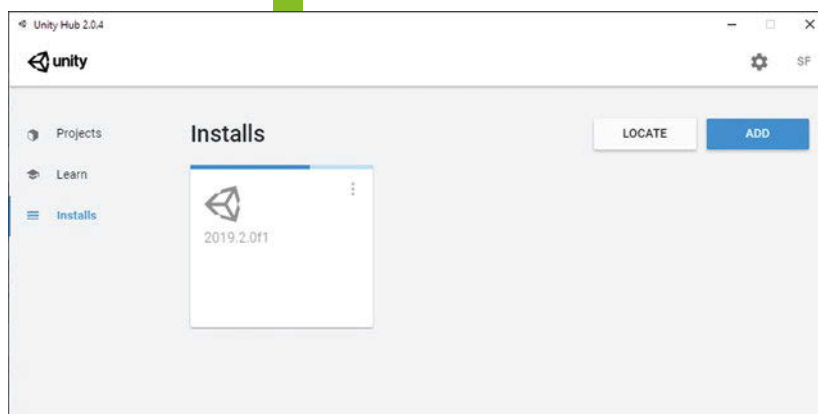 Unity Hub 2.0.4
unity
SF
Projects
Installs
LOCATE
ADD
Learn
Installs
2019.2.0f1